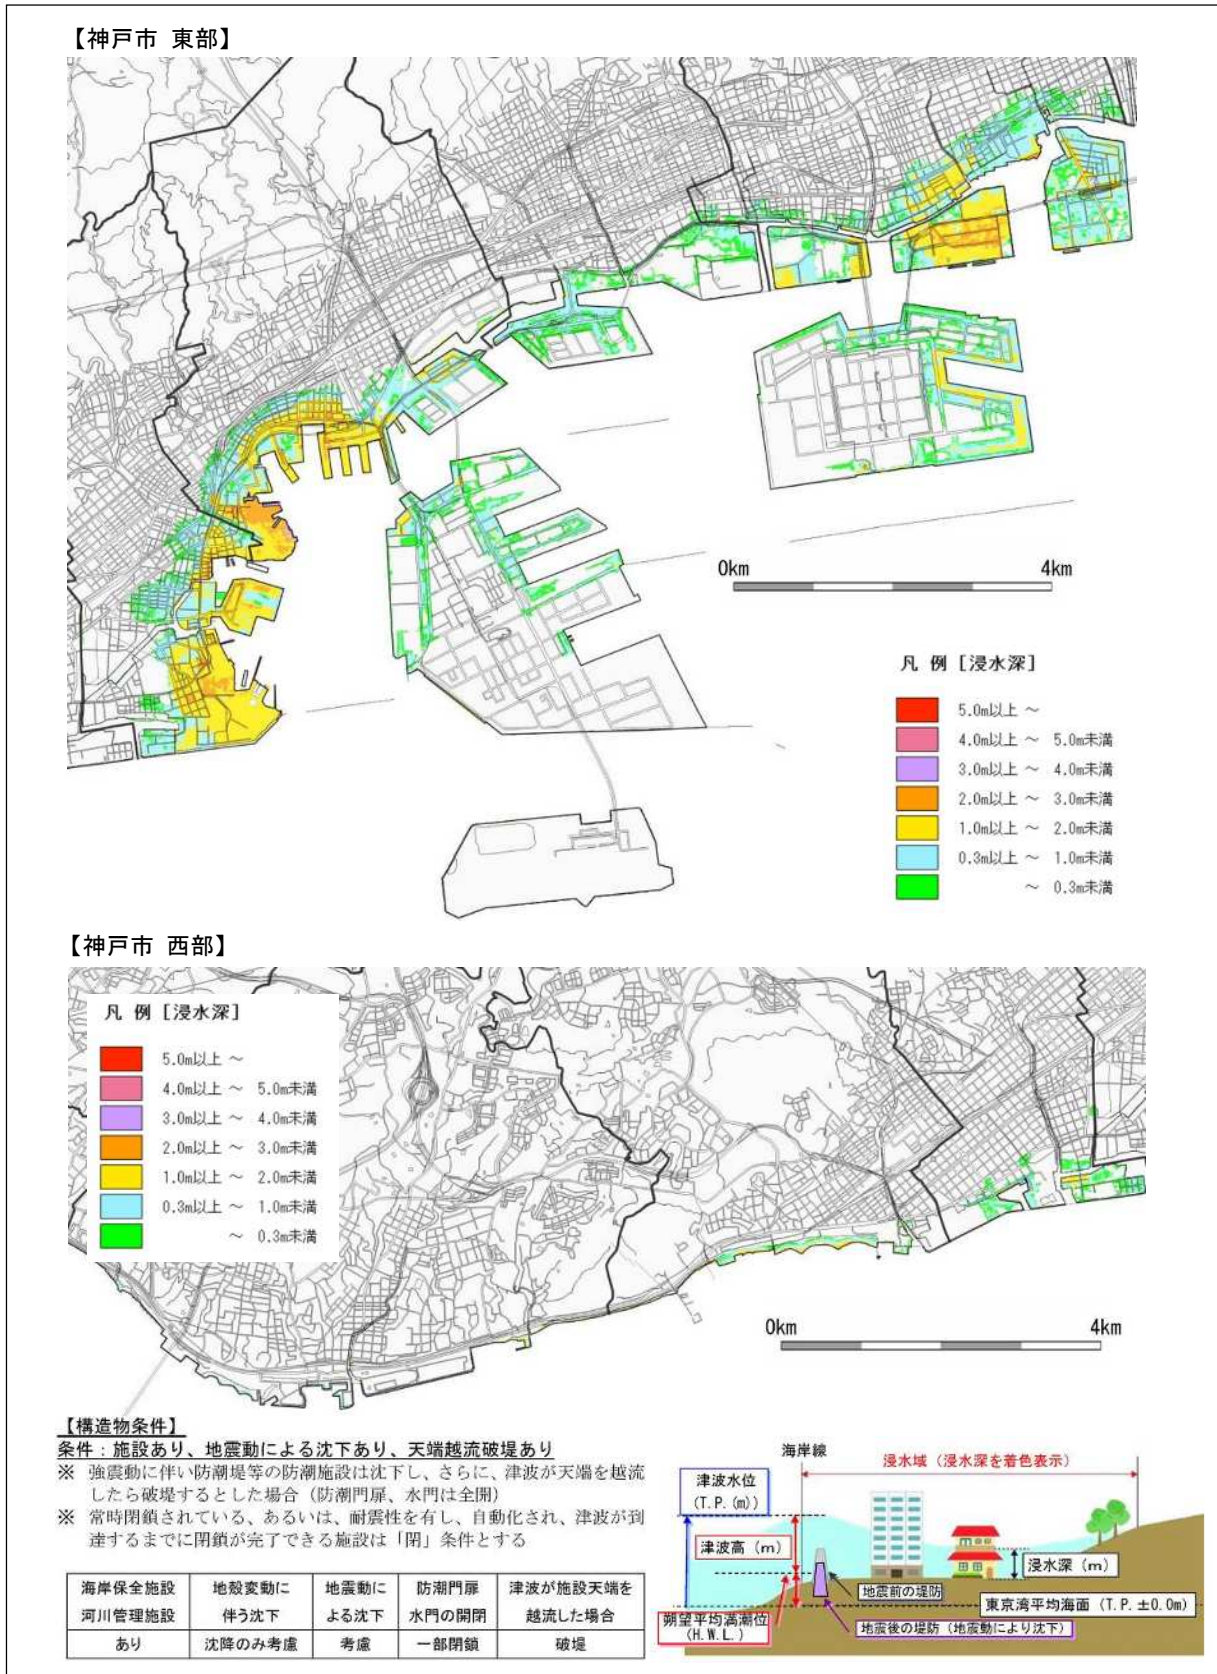 【神戸市 東部】
0km 4km
凡 例 [浸水深]
5.0m以上 ～
4.0m以上 ～ 5.0m未満
3.0m以上 ～ 4.0m未満
2.0m以上 ～ 3.0m未満
1.0m以上 ～ 2.0m未満
0.3m以上 ～ 1.0m未満
～ 0.3m未満
【神戸市 西部】
凡 例 [浸水深]
5.0m以上 ～
4.0m以上 ～ 5.0m未満
3.0m以上 ～ 4.0m未満
2.0m以上 ～ 3.0m未満
1.0m以上 ～ 2.0m未満
0.3m以上 ～ 1.0m未満
～ 0.3m未満
0km 4km
【構造物条件】
条件：施設あり、地震動による沈下あり、天端越流破堤あり
※ 強震動に伴い防潮堤等の防潮施設は沈下し、さらに、津波が天端を越流
したら破堤するとした場合（防潮門扉、水門は全開）
※ 常時閉鎖されている、あるいは、耐震性を有し、自動化され、津波が到
達するまでに閉鎖が完了できる施設は「閉」条件とする
海岸保全施設 地殻変動に 地震動に 防潮門扉 津波が施設天端を
河川管理施設 伴う沈下 よる沈下 水門の開閉 越流した場合
あり 沈降のみ考慮 考慮 一部閉鎖 破堤
海岸線
浸水域（浸水深を着色表示）
津波水位
（T.P.(m)）
津波高（m）
浸水深（m）
地震前の堤防
東京湾平均海面（T.P.±0.0m）
朔望平均満潮位
（H.W.L.）
地震後の堤防（地震動により沈下）